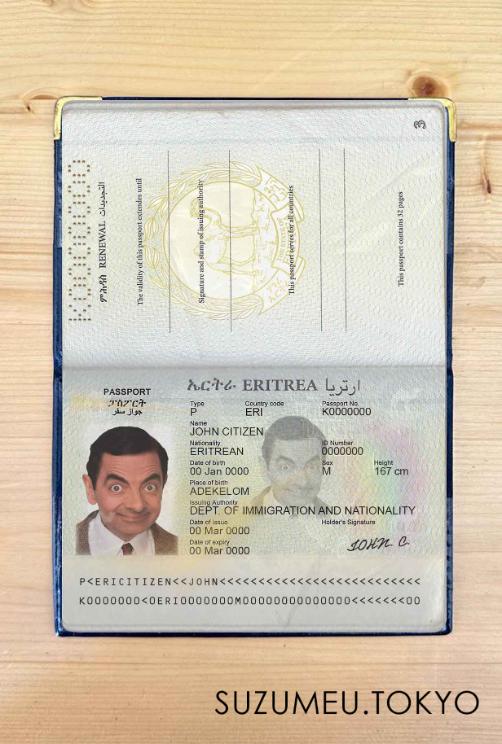 ምእዳስ RENEWAL التجديدات
The validity of this passport extends until
Signature and stamp of issuing authority
This passport serves for all countries
This passport contains 32 pages
PASSPORT
ፓስፖርት
جواز سفر
ኤርትራ ERITREA ارتريا
Type Country code Passport No.
P ERI K0000000
Name
JOHN CITIZEN
Nationality ID Number
ERITREAN 0000000
Date of birth Sex Height
00 Jan 0000 M 167 cm
Place of birth
ADEKELOM
Issuing Authority
DEPT. OF IMMIGRATION AND NATIONALITY
Date of issue Holder's Signature
00 Mar 0000
Date of expiry JOHN C
00 Mar 0000
P<ERICITIZEN<<JOHN<<<<<<<<<<<<<<<<<<<<<<<<<<
K0000000<0ERI0000000M0000000000000000<<<<<<<00
SUZUMEU.TOKYO